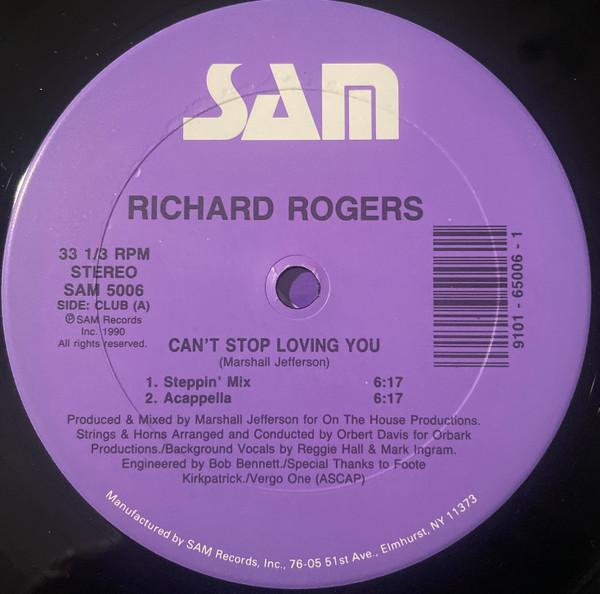 SAM
RICHARD ROGERS
33 1/3 RPM
STEREO
SAM 5006
SIDE: CLUB (A)
℗ SAM Records
Inc. 1990
All rights reserved.
9101 - 65006 - 1
CAN'T STOP LOVING YOU
(Marshall Jefferson)
1. Steppin' Mix 6:17
2. Acappella 6:17
Produced & Mixed by Marshall Jefferson for On The House Productions.
Strings & Horns Arranged and Conducted by Orbert Davis for Orbark
Productions./Background Vocals by Reggie Hall & Mark Ingram.
Engineered by Bob Bennett./Special Thanks to Foote
Kirkpatrick./Vergo One (ASCAP)
Manufactured by SAM Records, Inc., 76-05 51st Ave., Elmhurst, NY 11373